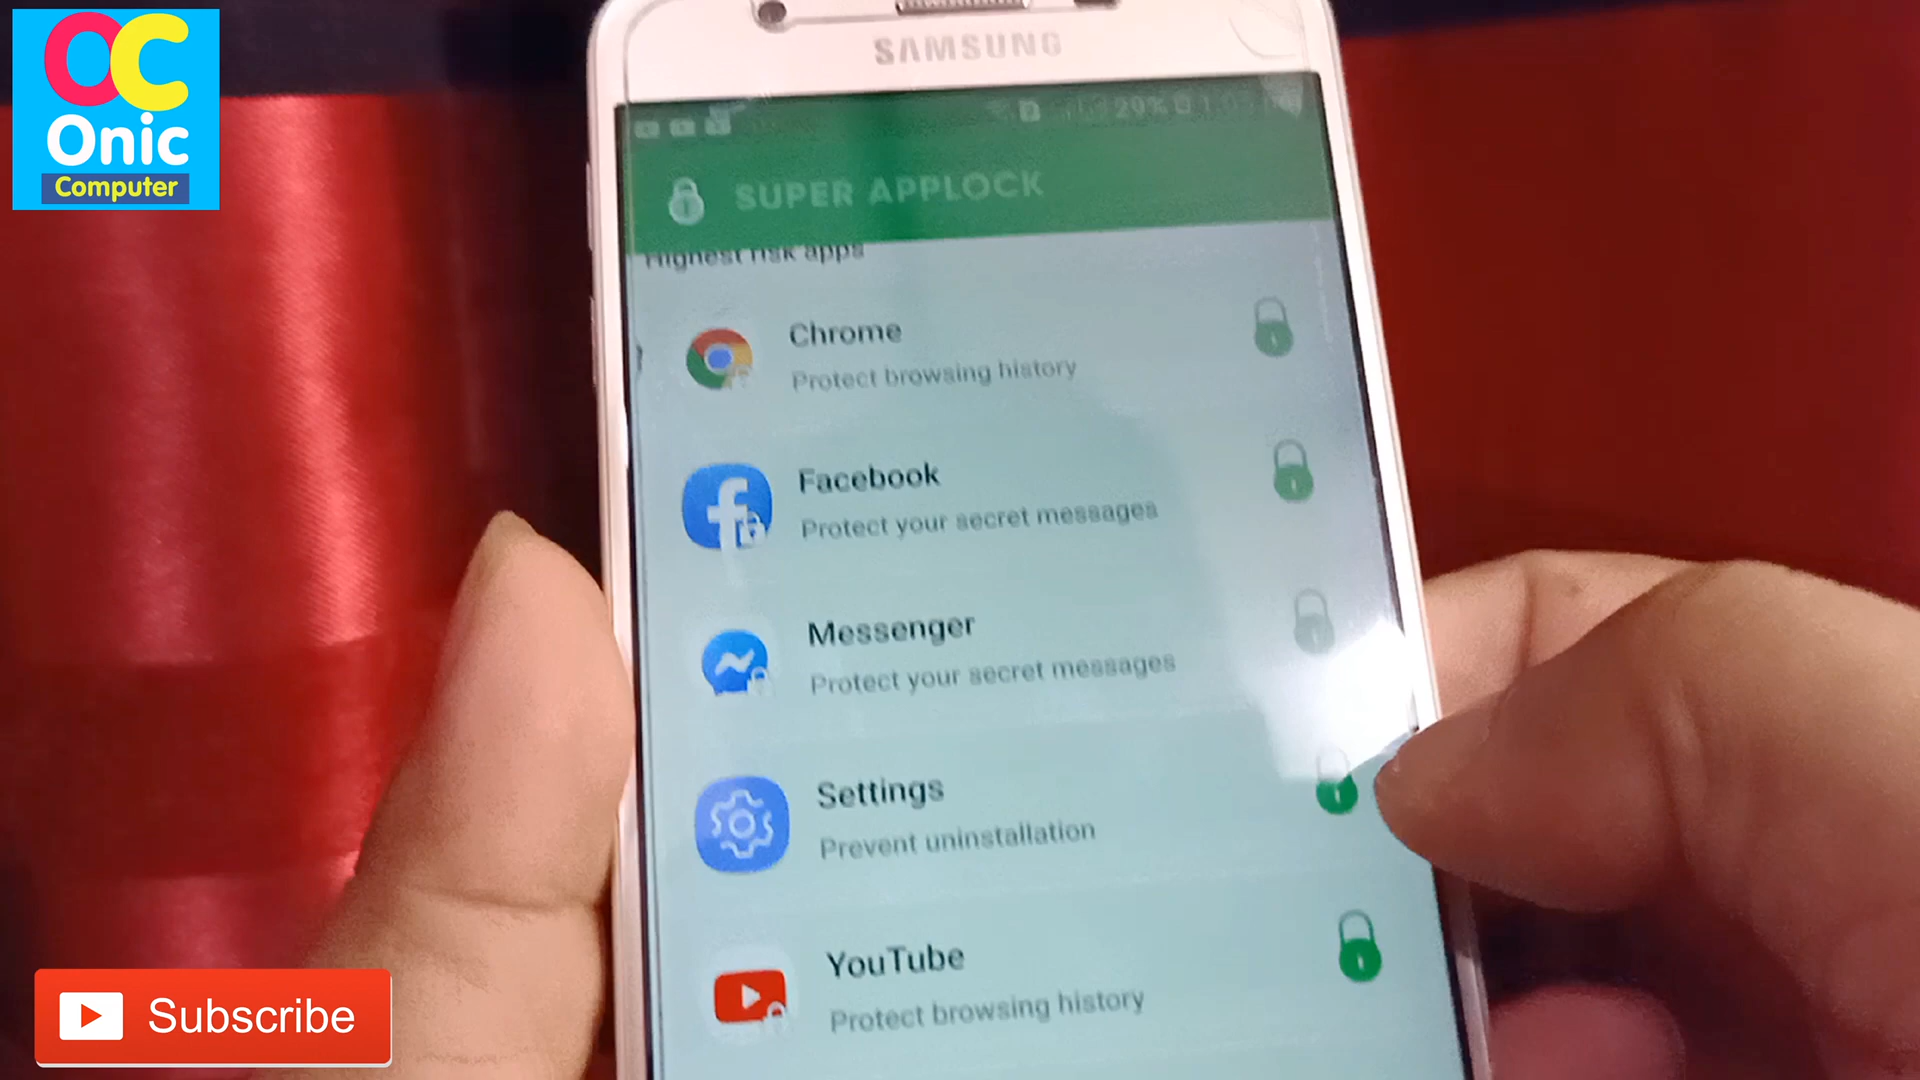 OC
Onic
Computer
SAMSUNG
29%
SUPER APPLOCK
Highest risk apps
Chrome
Protect browsing history
Facebook
Protect your secret messages
Messenger
Protect your secret messages
Settings
Prevent uninstallation
YouTube
Protect browsing history
Subscribe